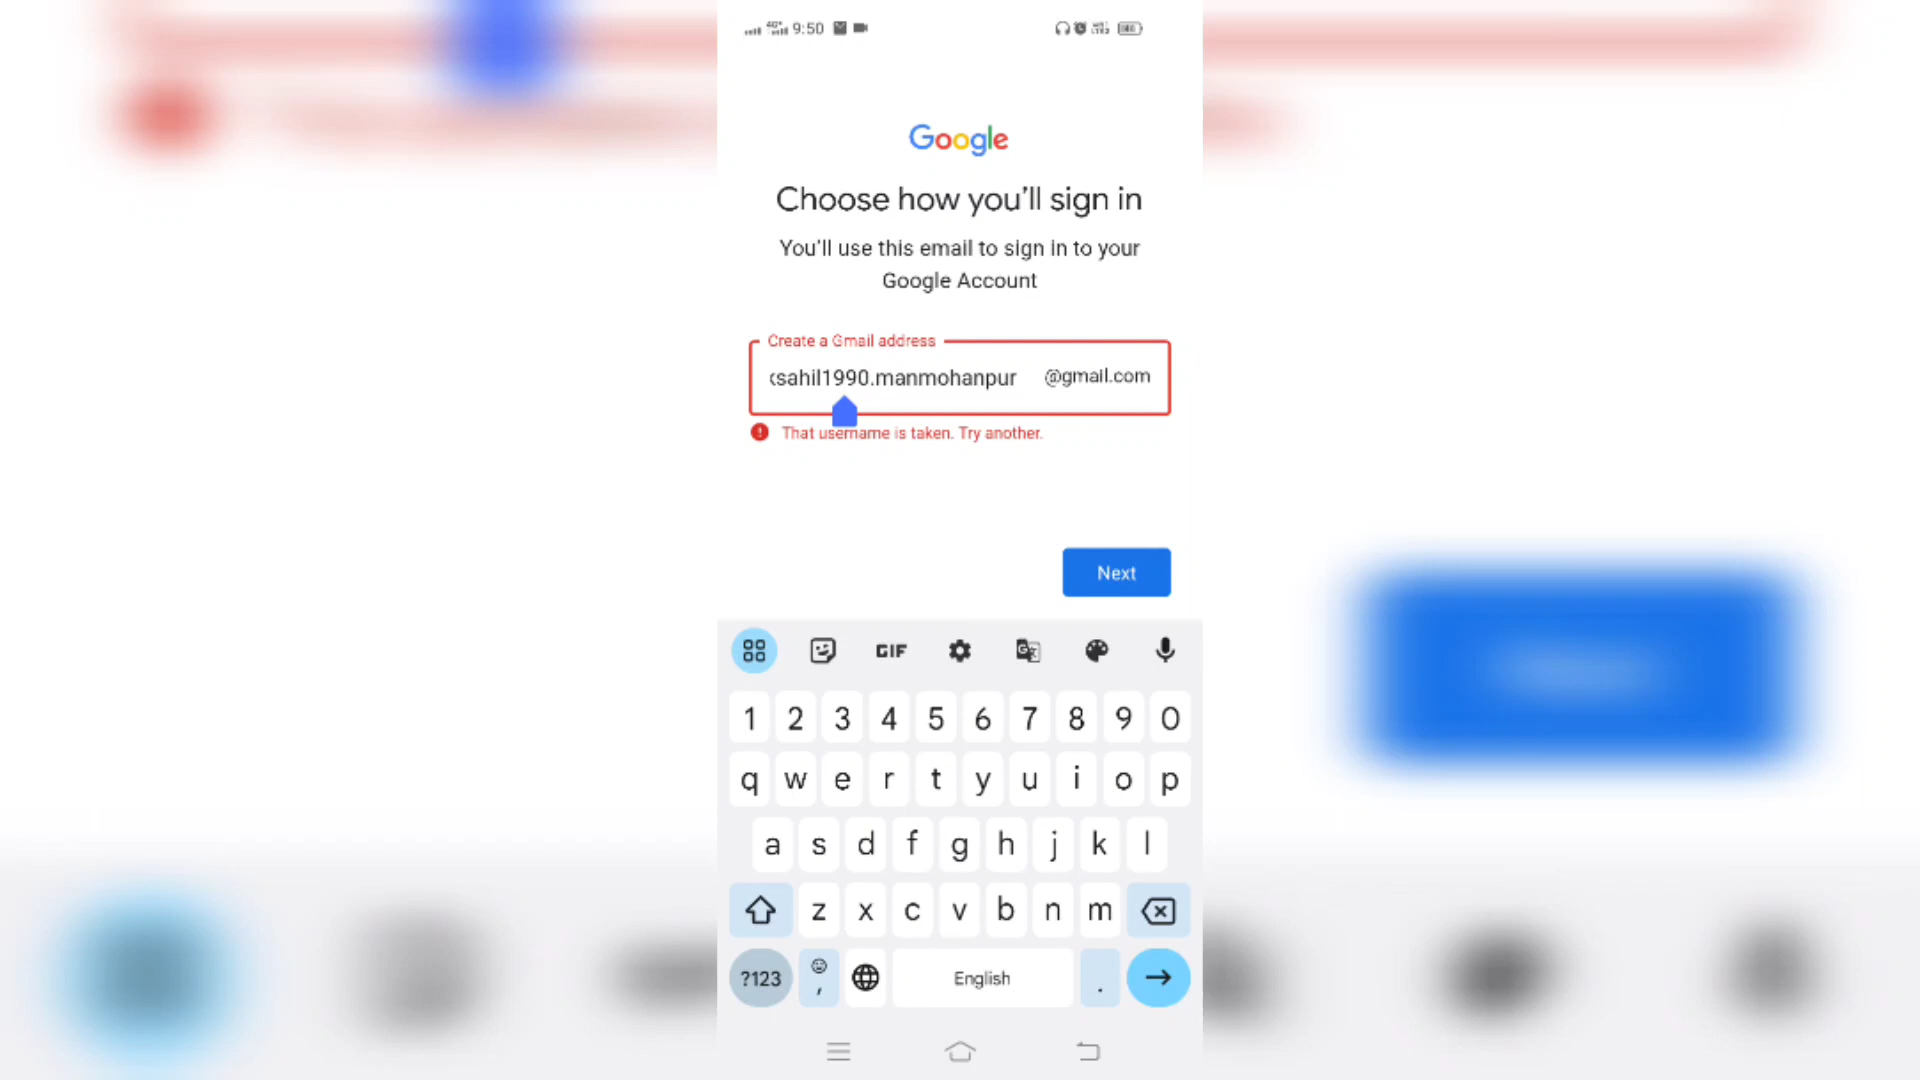 9:50
Google
Choose how you'll sign in
You'll use this email to sign in to your
Google Account
Create a Gmail address
sahil1990.manmohanpur @gmail.com
That username is taken. Try another.
Next
GIF
1 2 3 4 5 6 7 8 9 0
q w e r t y u i o p
a s d f g h j k l
z x c v b n m
?123 , English .